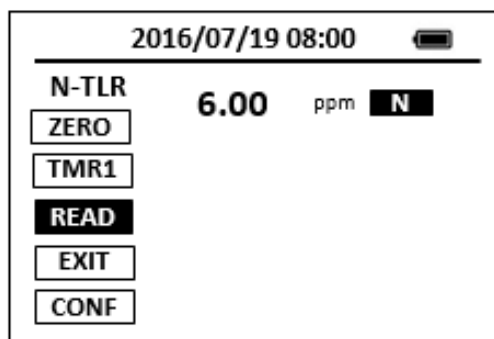 2016/07/19 08:00
N-TLR
6.00 ppm N
ZERO
TMR1
READ
EXIT
CONF